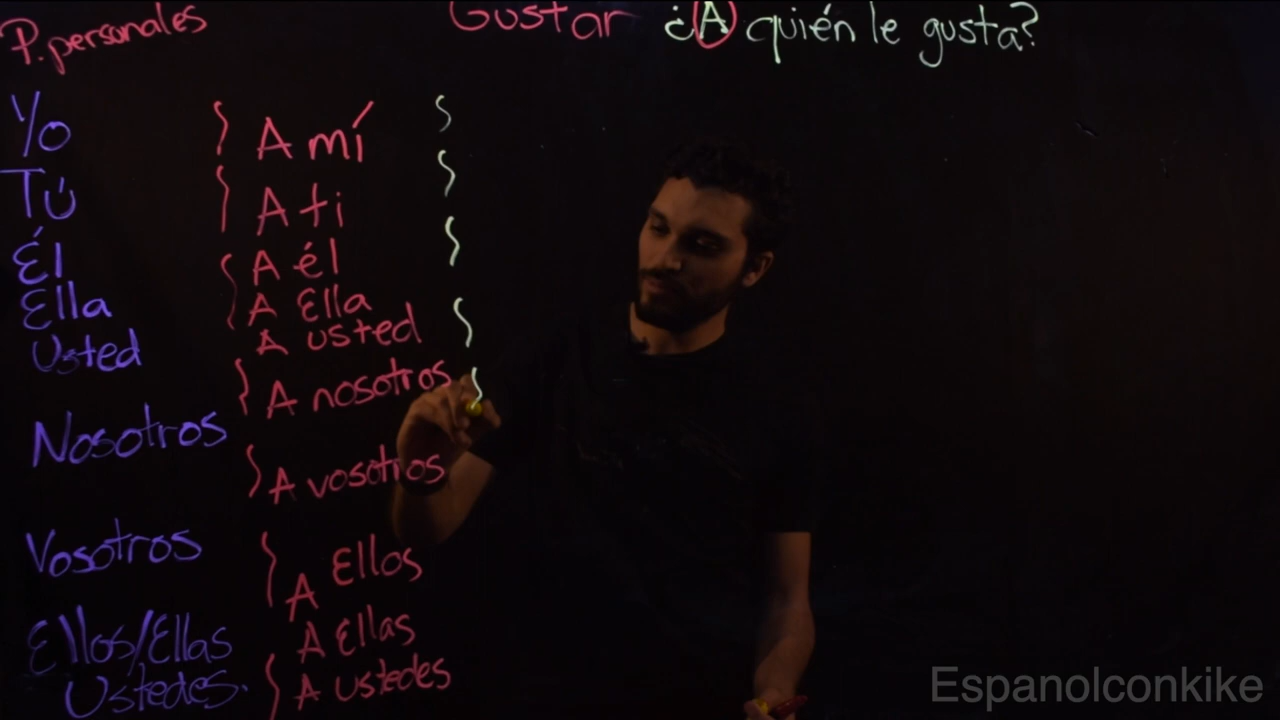 P. personales
Gustar ¿A quién le gusta?
Yo
Tú
Él
Ella
Usted
Nosotros
Vosotros
Ellos/Ellas
Ustedes.
A mí
A ti
A él
A Ella
A usted
A nosotros
A vosotros
A Ellos
A Ellas
A ustedes
Espanolconkike